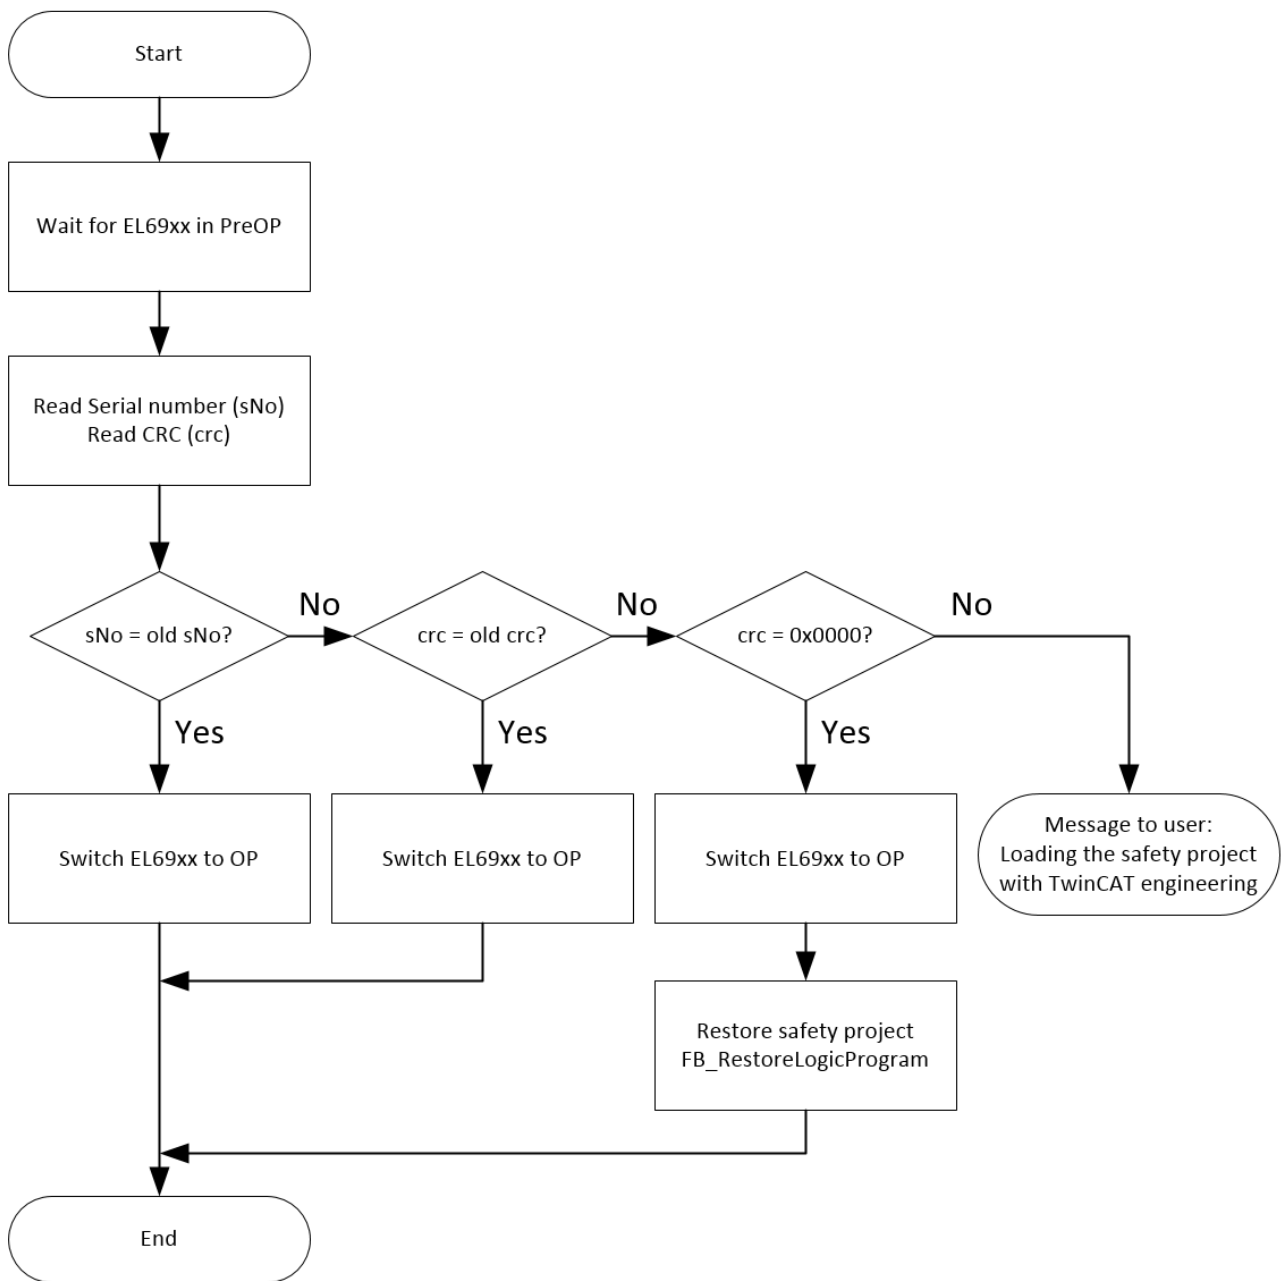 Start
Wait for EL69xx in PreOP
Read Serial number (sNo)
Read CRC (crc)
sNo = old sNo?
No
crc = old crc?
No
crc = 0x0000?
No
Yes
Yes
Yes
Switch EL69xx to OP
Switch EL69xx to OP
Switch EL69xx to OP
Message to user:
Loading the safety project
with TwinCAT engineering
Restore safety project
FB_RestoreLogicProgram
End